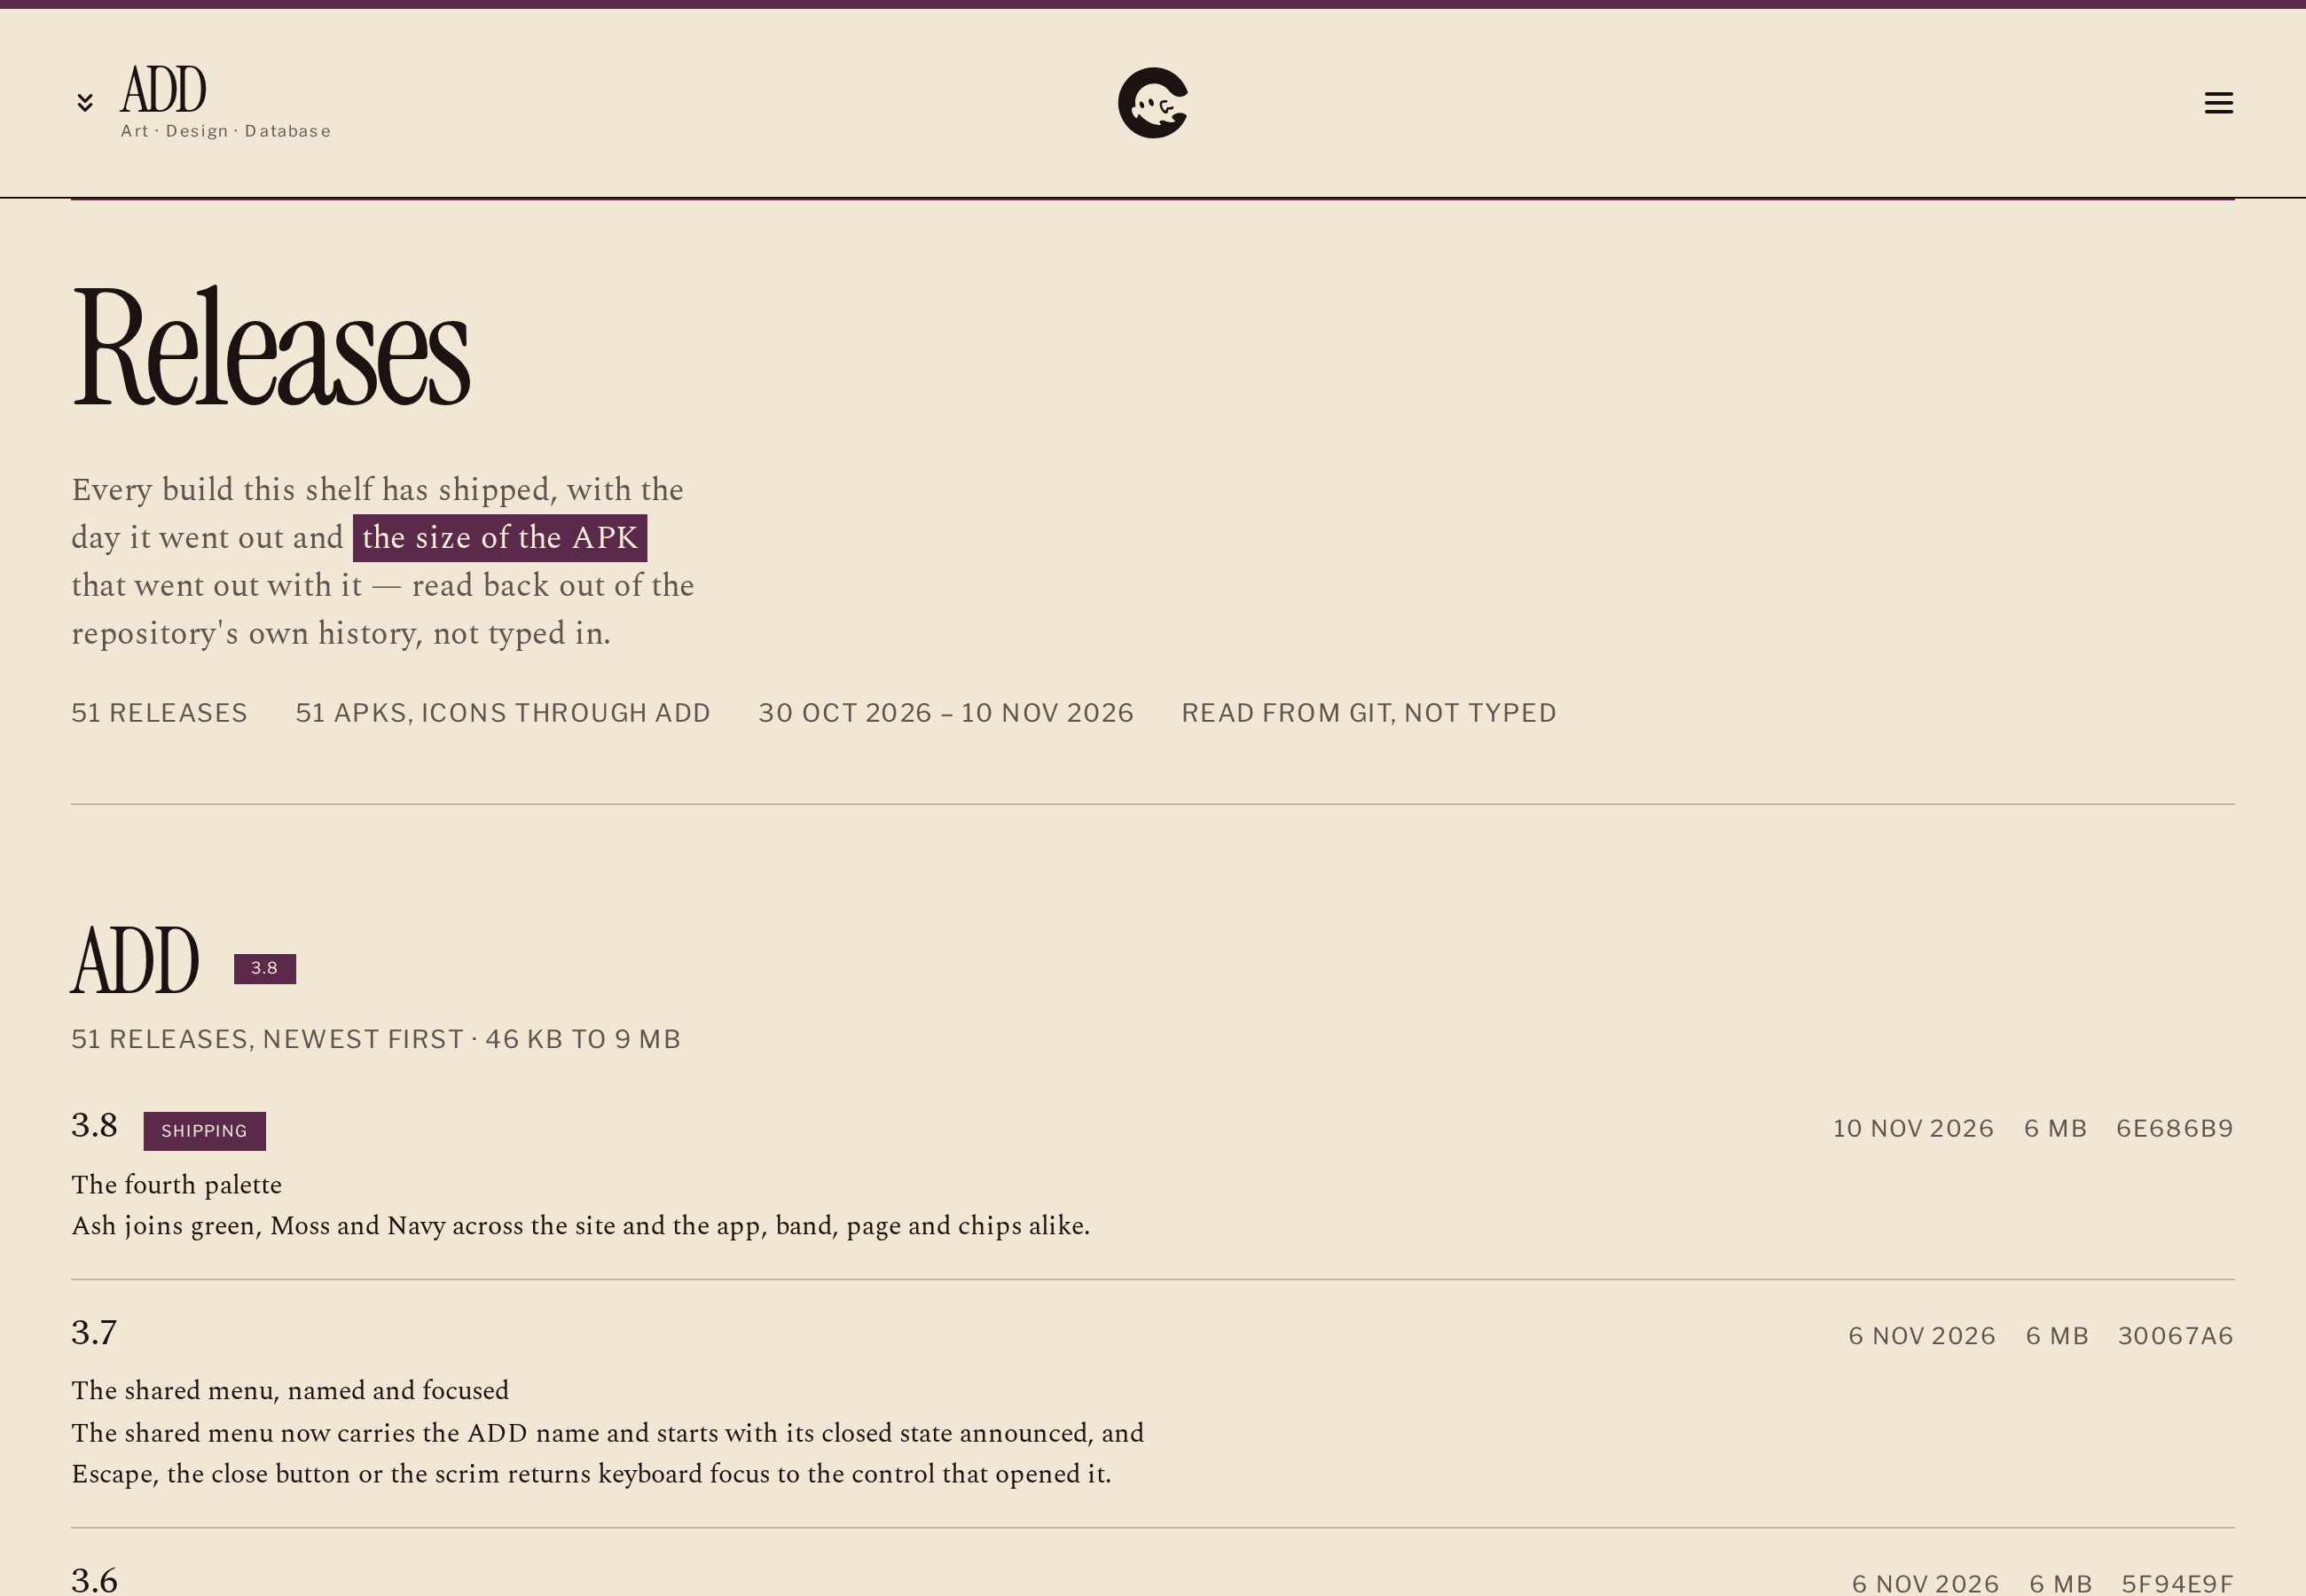 ADD
Art · Design · Database
Releases
Every build this shelf has shipped, with the
day it went out and the size of the APK
that went out with it — read back out of the
repository's own history, not typed in.
51 RELEASES 51 APKS, ICONS THROUGH ADD 30 OCT 2026 – 10 NOV 2026 READ FROM GIT, NOT TYPED
ADD 3.8
51 RELEASES, NEWEST FIRST · 46 KB TO 9 MB
3.8 SHIPPING 10 NOV 2026 6 MB 6E686B9
The fourth palette
Ash joins green, Moss and Navy across the site and the app, band, page and chips alike.
3.7 6 NOV 2026 6 MB 30067A6
The shared menu, named and focused
The shared menu now carries the ADD name and starts with its closed state announced, and
Escape, the close button or the scrim returns keyboard focus to the control that opened it.
3.6 6 NOV 2026 6 MB 5F94E9F